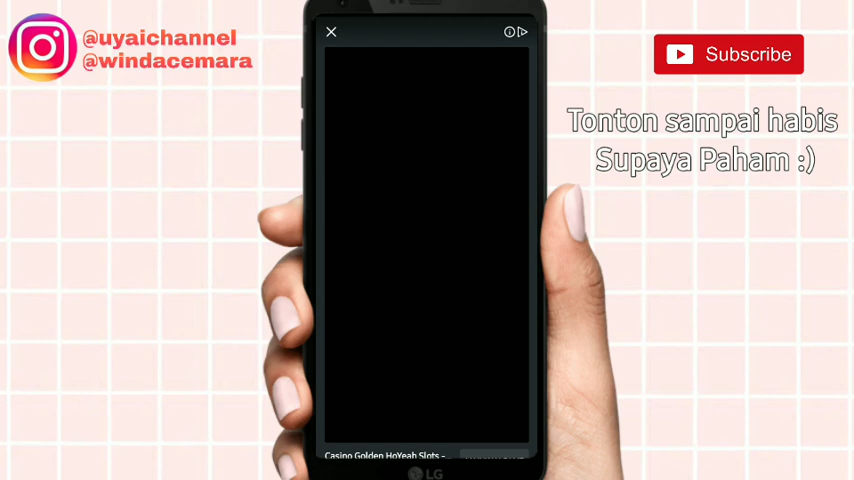 @uyaichannel
@windacemara
Subscribe
Tonton sampai habis
Supaya Paham :)
Casino Golden HoYeah Slots -...
LG